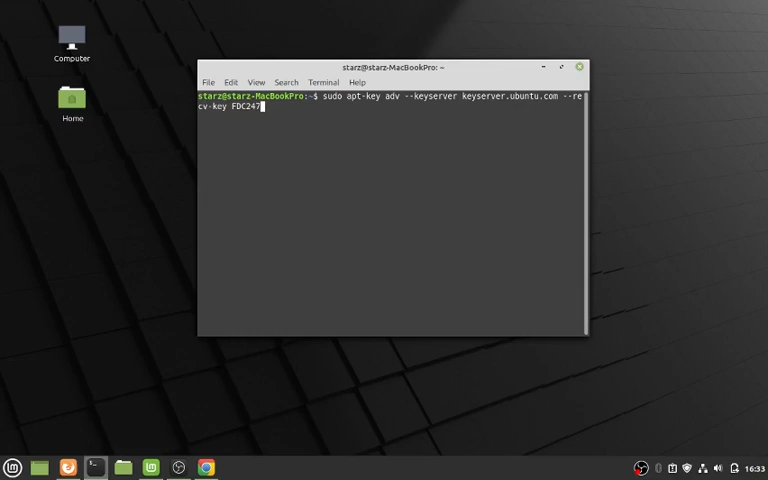 Computer
Home
starz@starz-MacBookPro: ~
File Edit View Search Terminal Help
starz@starz-MacBookPro:~$ sudo apt-key adv --keyserver keyserver.ubuntu.com --re
cv-key FDC247
16:33